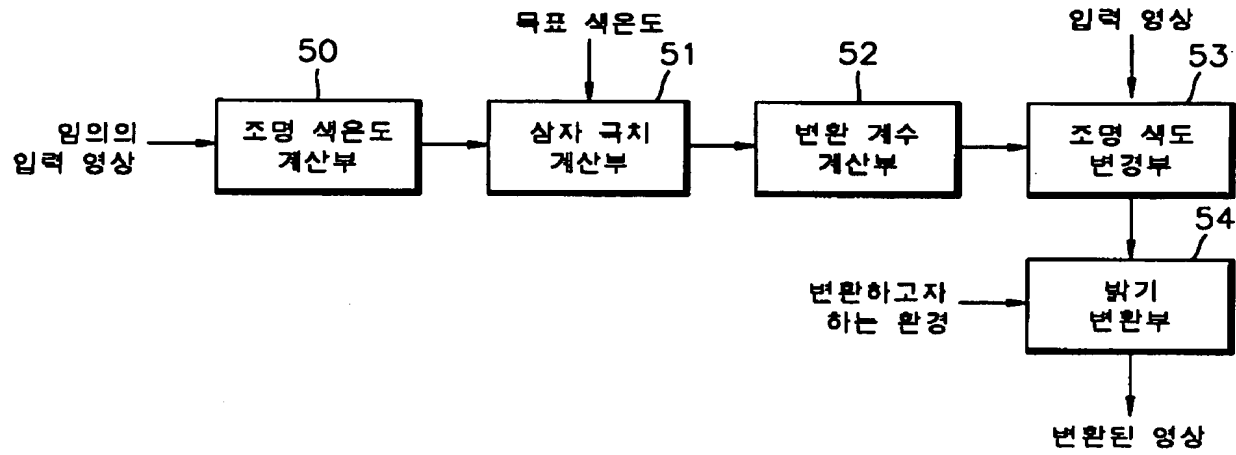 목표 색온도
입력 영상
50
51
52
53
임의의
입력 영상
조명 색온도
계산부
삼자 극치
계산부
변환 계수
계산부
조명 색도
변경부
54
변환하고자
하는 환경
밝기
변환부
변환된 영상